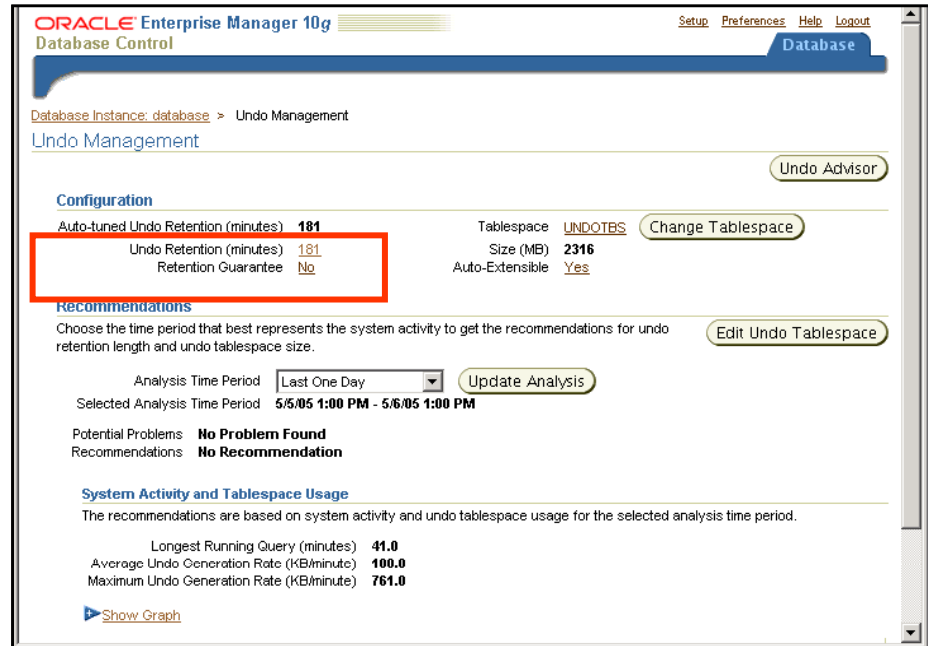 ORACLE Enterprise Manager 10g
Setup Preferences Help Logout
Database Control
Database
Database Instance: database > Undo Management
Undo Management
Undo Advisor
Configuration
Auto-tuned Undo Retention (minutes) 181
Tablespace UNDOTBS Change Tablespace
Undo Retention (minutes) 181
Size (MB) 2316
Retention Guarantee No
Auto-Extensible Yes
Recommendations
Choose the time period that best represents the system activity to get the recommendations for undo
retention length and undo tablespace size.
Edit Undo Tablespace
Analysis Time Period Last One Day Update Analysis
Selected Analysis Time Period 5/5/05 1:00 PM - 5/6/05 1:00 PM
Potential Problems No Problem Found
Recommendations No Recommendation
System Activity and Tablespace Usage
The recommendations are based on system activity and undo tablespace usage for the selected analysis time period.
Longest Running Query (minutes) 41.0
Average Undo Generation Rate (KB/minute) 100.0
Maximum Undo Generation Rate (KB/minute) 761.0
Show Graph